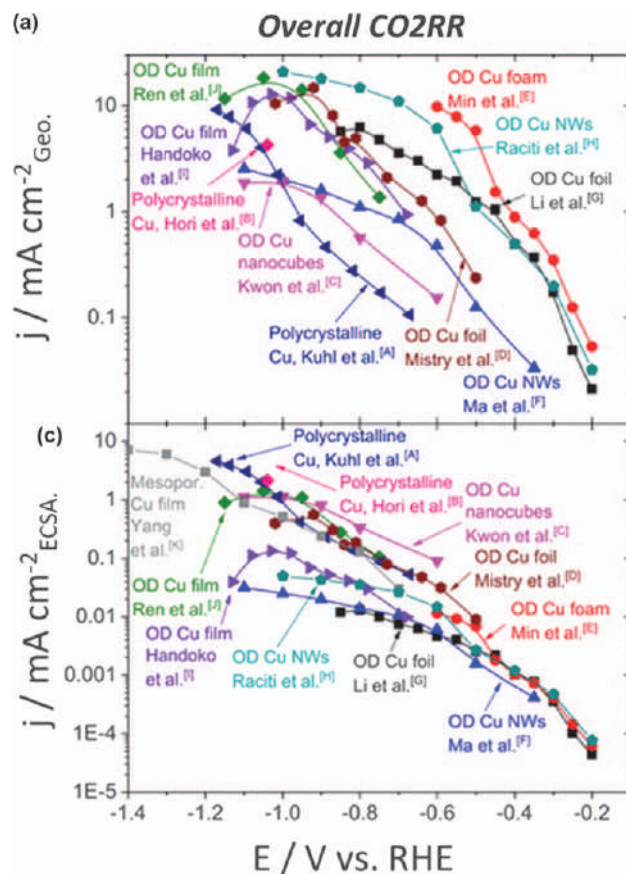 (a)
Overall CO2RR
j / mA cm-2 Geo.
10
1
0.1
OD Cu film
Ren et al.[J]
OD Cu film
Handoko
et al.[I]
Polycrystalline
Cu, Hori et al.[B]
OD Cu
nanocubes
Kwon et al.[C]
Polycrystalline
Cu, Kuhl et al.[A]
OD Cu foam
Min et al.[E]
OD Cu NWs
Raciti et al.[H]
OD Cu foil
Li et al.[G]
OD Cu foil
Mistry et al.[D]
OD Cu NWs
Ma et al.[F]
(c)
j / mA cm-2 ECSA.
10
1
0.1
0.01
0.001
1E-4
1E-5
Polycrystalline
Cu, Kuhl et al.[A]
Mesopor.
Cu film
Yang
et al.[K]
Polycrystalline
Cu, Hori et al.[B]
OD Cu
nanocubes
Kwon et al.[C]
OD Cu foil
Mistry et al.[D]
OD Cu film
Ren et al.[J]
OD Cu film
Handoko
et al.[I]
OD Cu NWs
Raciti et al.[H]
OD Cu foil
Li et al.[G]
OD Cu foam
Min et al.[E]
OD Cu NWs
Ma et al.[F]
-1.4 -1.2 -1.0 -0.8 -0.6 -0.4 -0.2
E / V vs. RHE